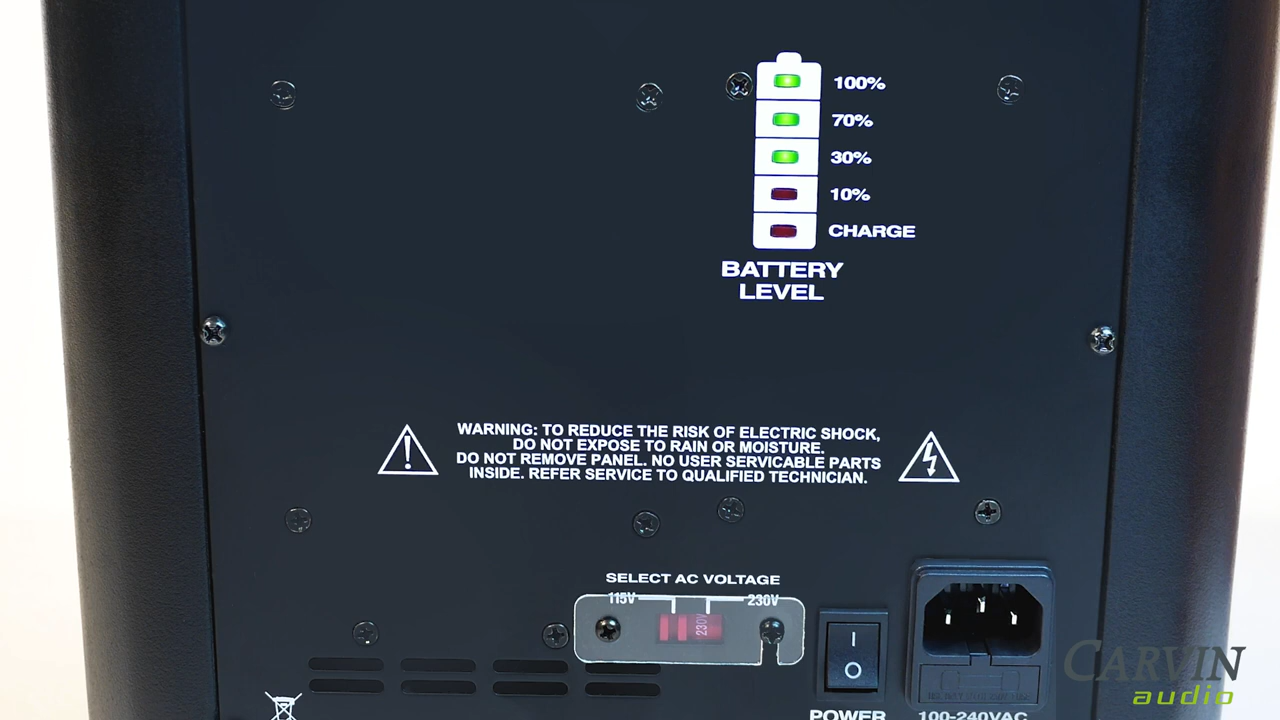 100%
70%
30%
10%
CHARGE
BATTERY
LEVEL
WARNING: TO REDUCE THE RISK OF ELECTRIC SHOCK,
DO NOT EXPOSE TO RAIN OR MOISTURE.
DO NOT REMOVE PANEL. NO USER SERVICABLE PARTS
INSIDE. REFER SERVICE TO QUALIFIED TECHNICIAN.
SELECT AC VOLTAGE
115V 230V
230V
POWER
100-240VAC
CARVIN
audio